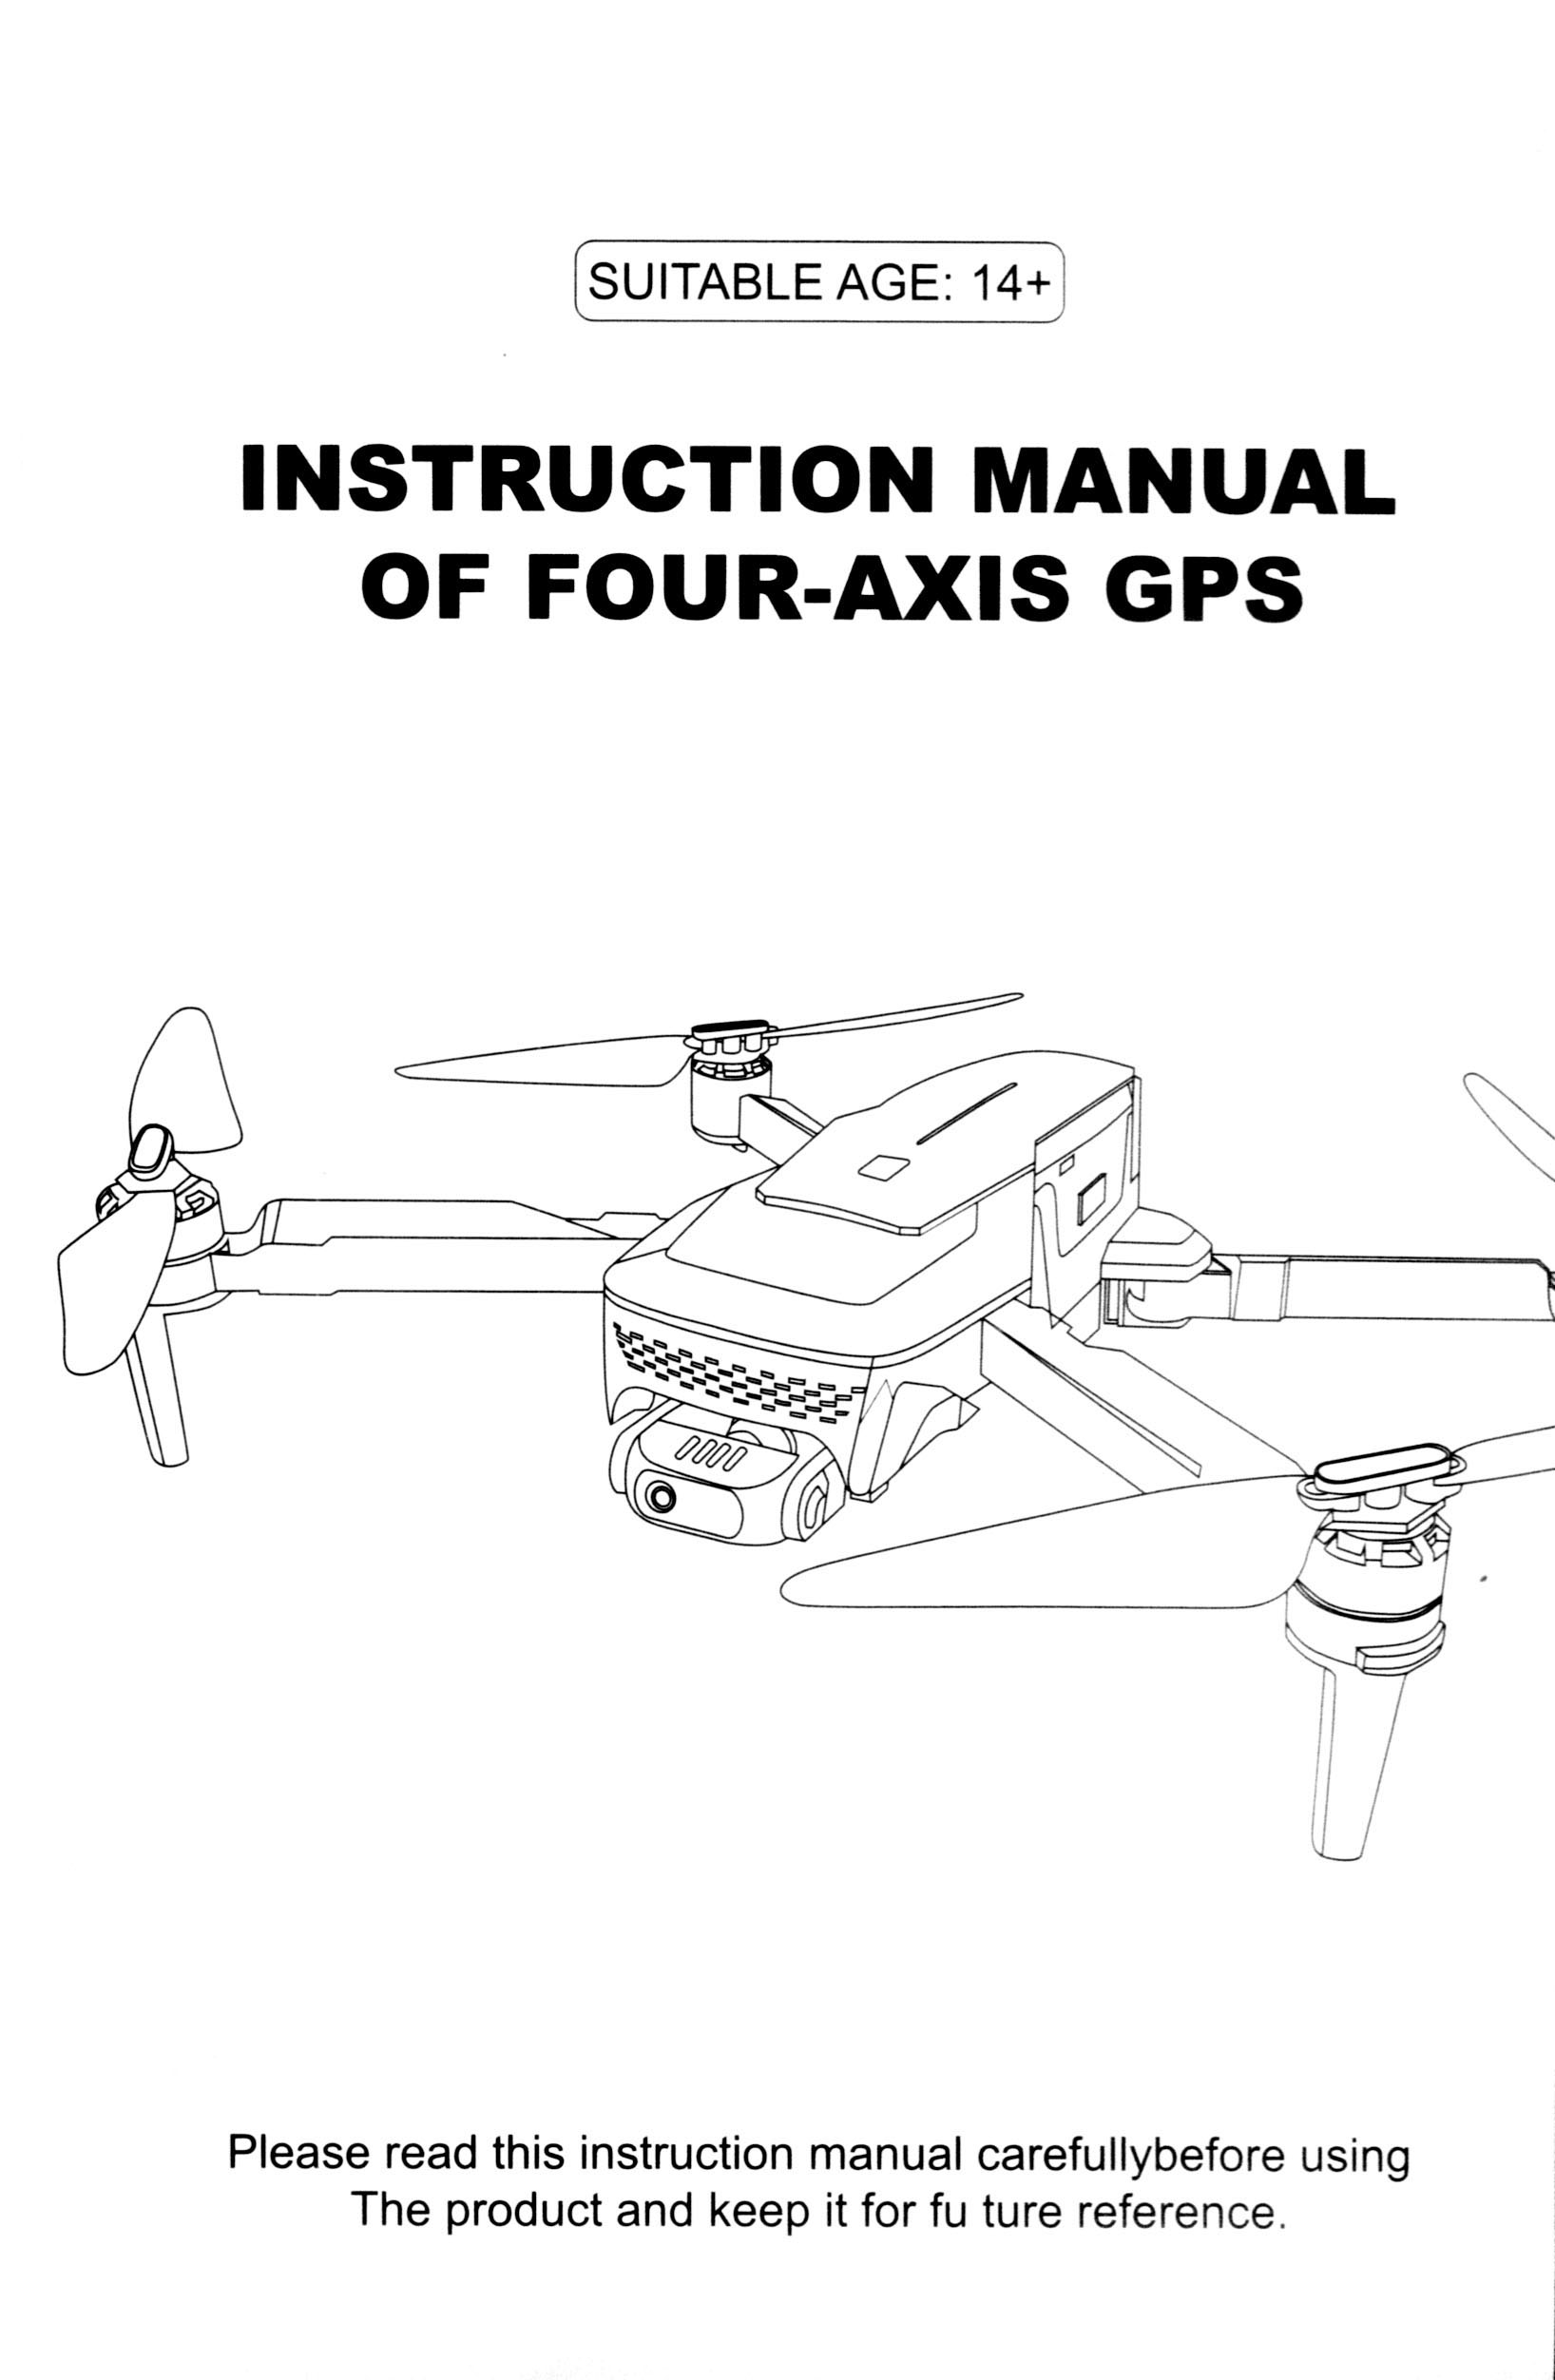 SUITABLE AGE: 14+
INSTRUCTION MANUAL
OF FOUR-AXIS GPS
Please read this instruction manual carefullybefore using
The product and keep it for fu ture reference.